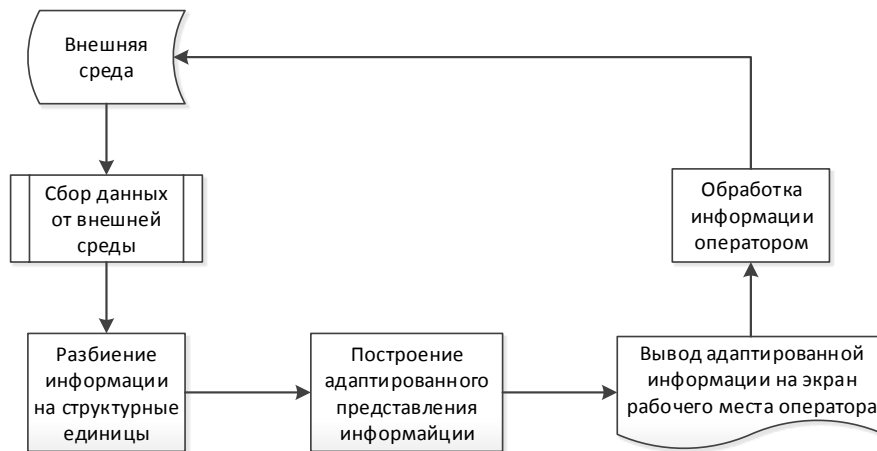 Внешняя
среда
Сбор данных
от внешней
среды
Разбиение
информации
на структурные
единицы
Построение
адаптированного
представления
информайции
Вывод адаптированной
информации на экран
рабочего места оператора
Обработка
информации
оператором